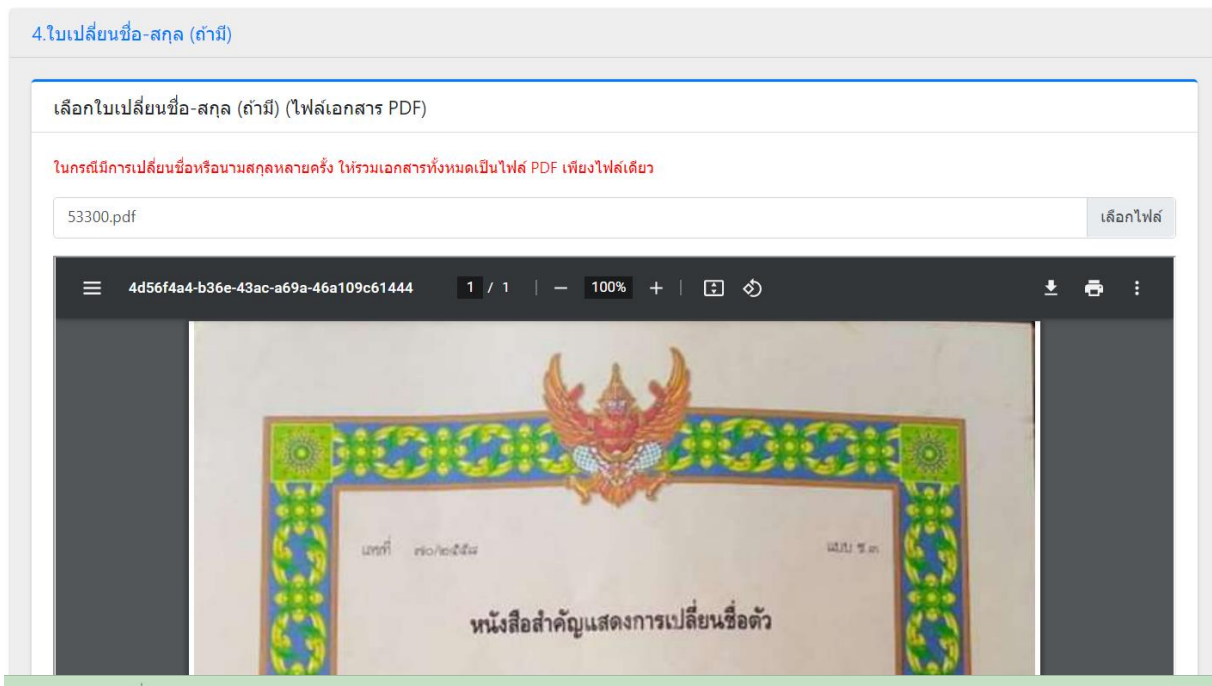 4.ใบเปลี่ยนชื่อ-สกุล (ถ้ามี)
เลือกใบเปลี่ยนชื่อ-สกุล (ถ้ามี) (ไฟล์เอกสาร PDF)
ในกรณีมีการเปลี่ยนชื่อหรือนามสกุลหลายครั้ง ให้รวมเอกสารทั้งหมดเป็นไฟล์ PDF เพียงไฟล์เดียว
53300.pdf เลือกไฟล์
4d56f4a4-b36e-43ac-a69a-46a109c61444 1 / 1 100%
เลขที่ ๗๐/๒๕๕๘ แบบ ช.๓
หนังสือสำคัญแสดงการเปลี่ยนชื่อตัว